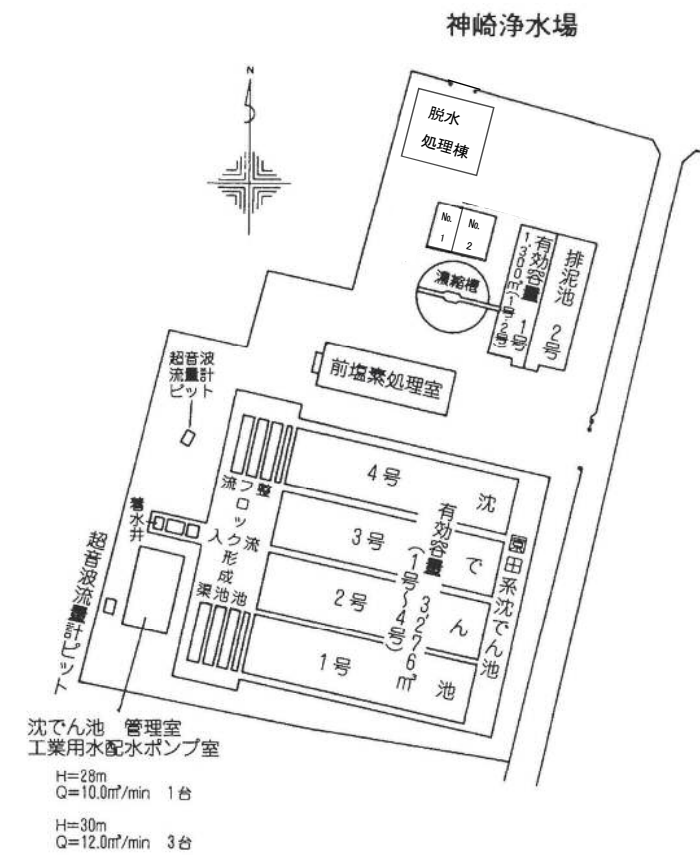 神崎浄水場
N
脱水
処理棟
No.
1
No.
2
濃縮槽
排泥池 2号
1号
有効容量
1,300㎥(1号,2号)
前塩素処理室
超音波
流量計
ピット
4号
3号
2号
1号
沈でん池
有効容量 3,276㎥
(1号~4号)
園田系沈でん池
流入渠
フロック形成池
整流池
着水井
超音波流量計ピット
沈でん池 管理室
工業用水配水ポンプ室
H=28m
Q=10.0㎥/min 1台
H=30m
Q=12.0㎥/min 3台